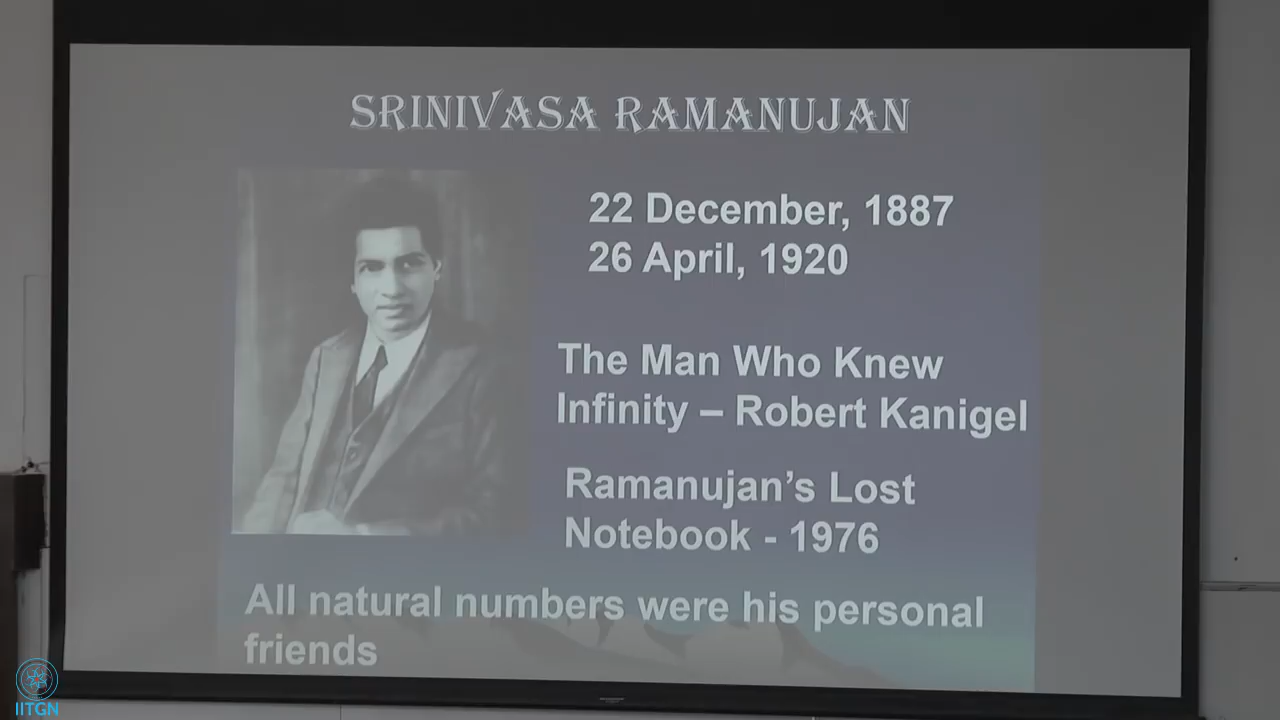 SRINIVASA RAMANUJAN
22 December, 1887
26 April, 1920
The Man Who Knew
Infinity – Robert Kanigel
Ramanujan's Lost
Notebook - 1976
All natural numbers were his personal
friends
IITGN